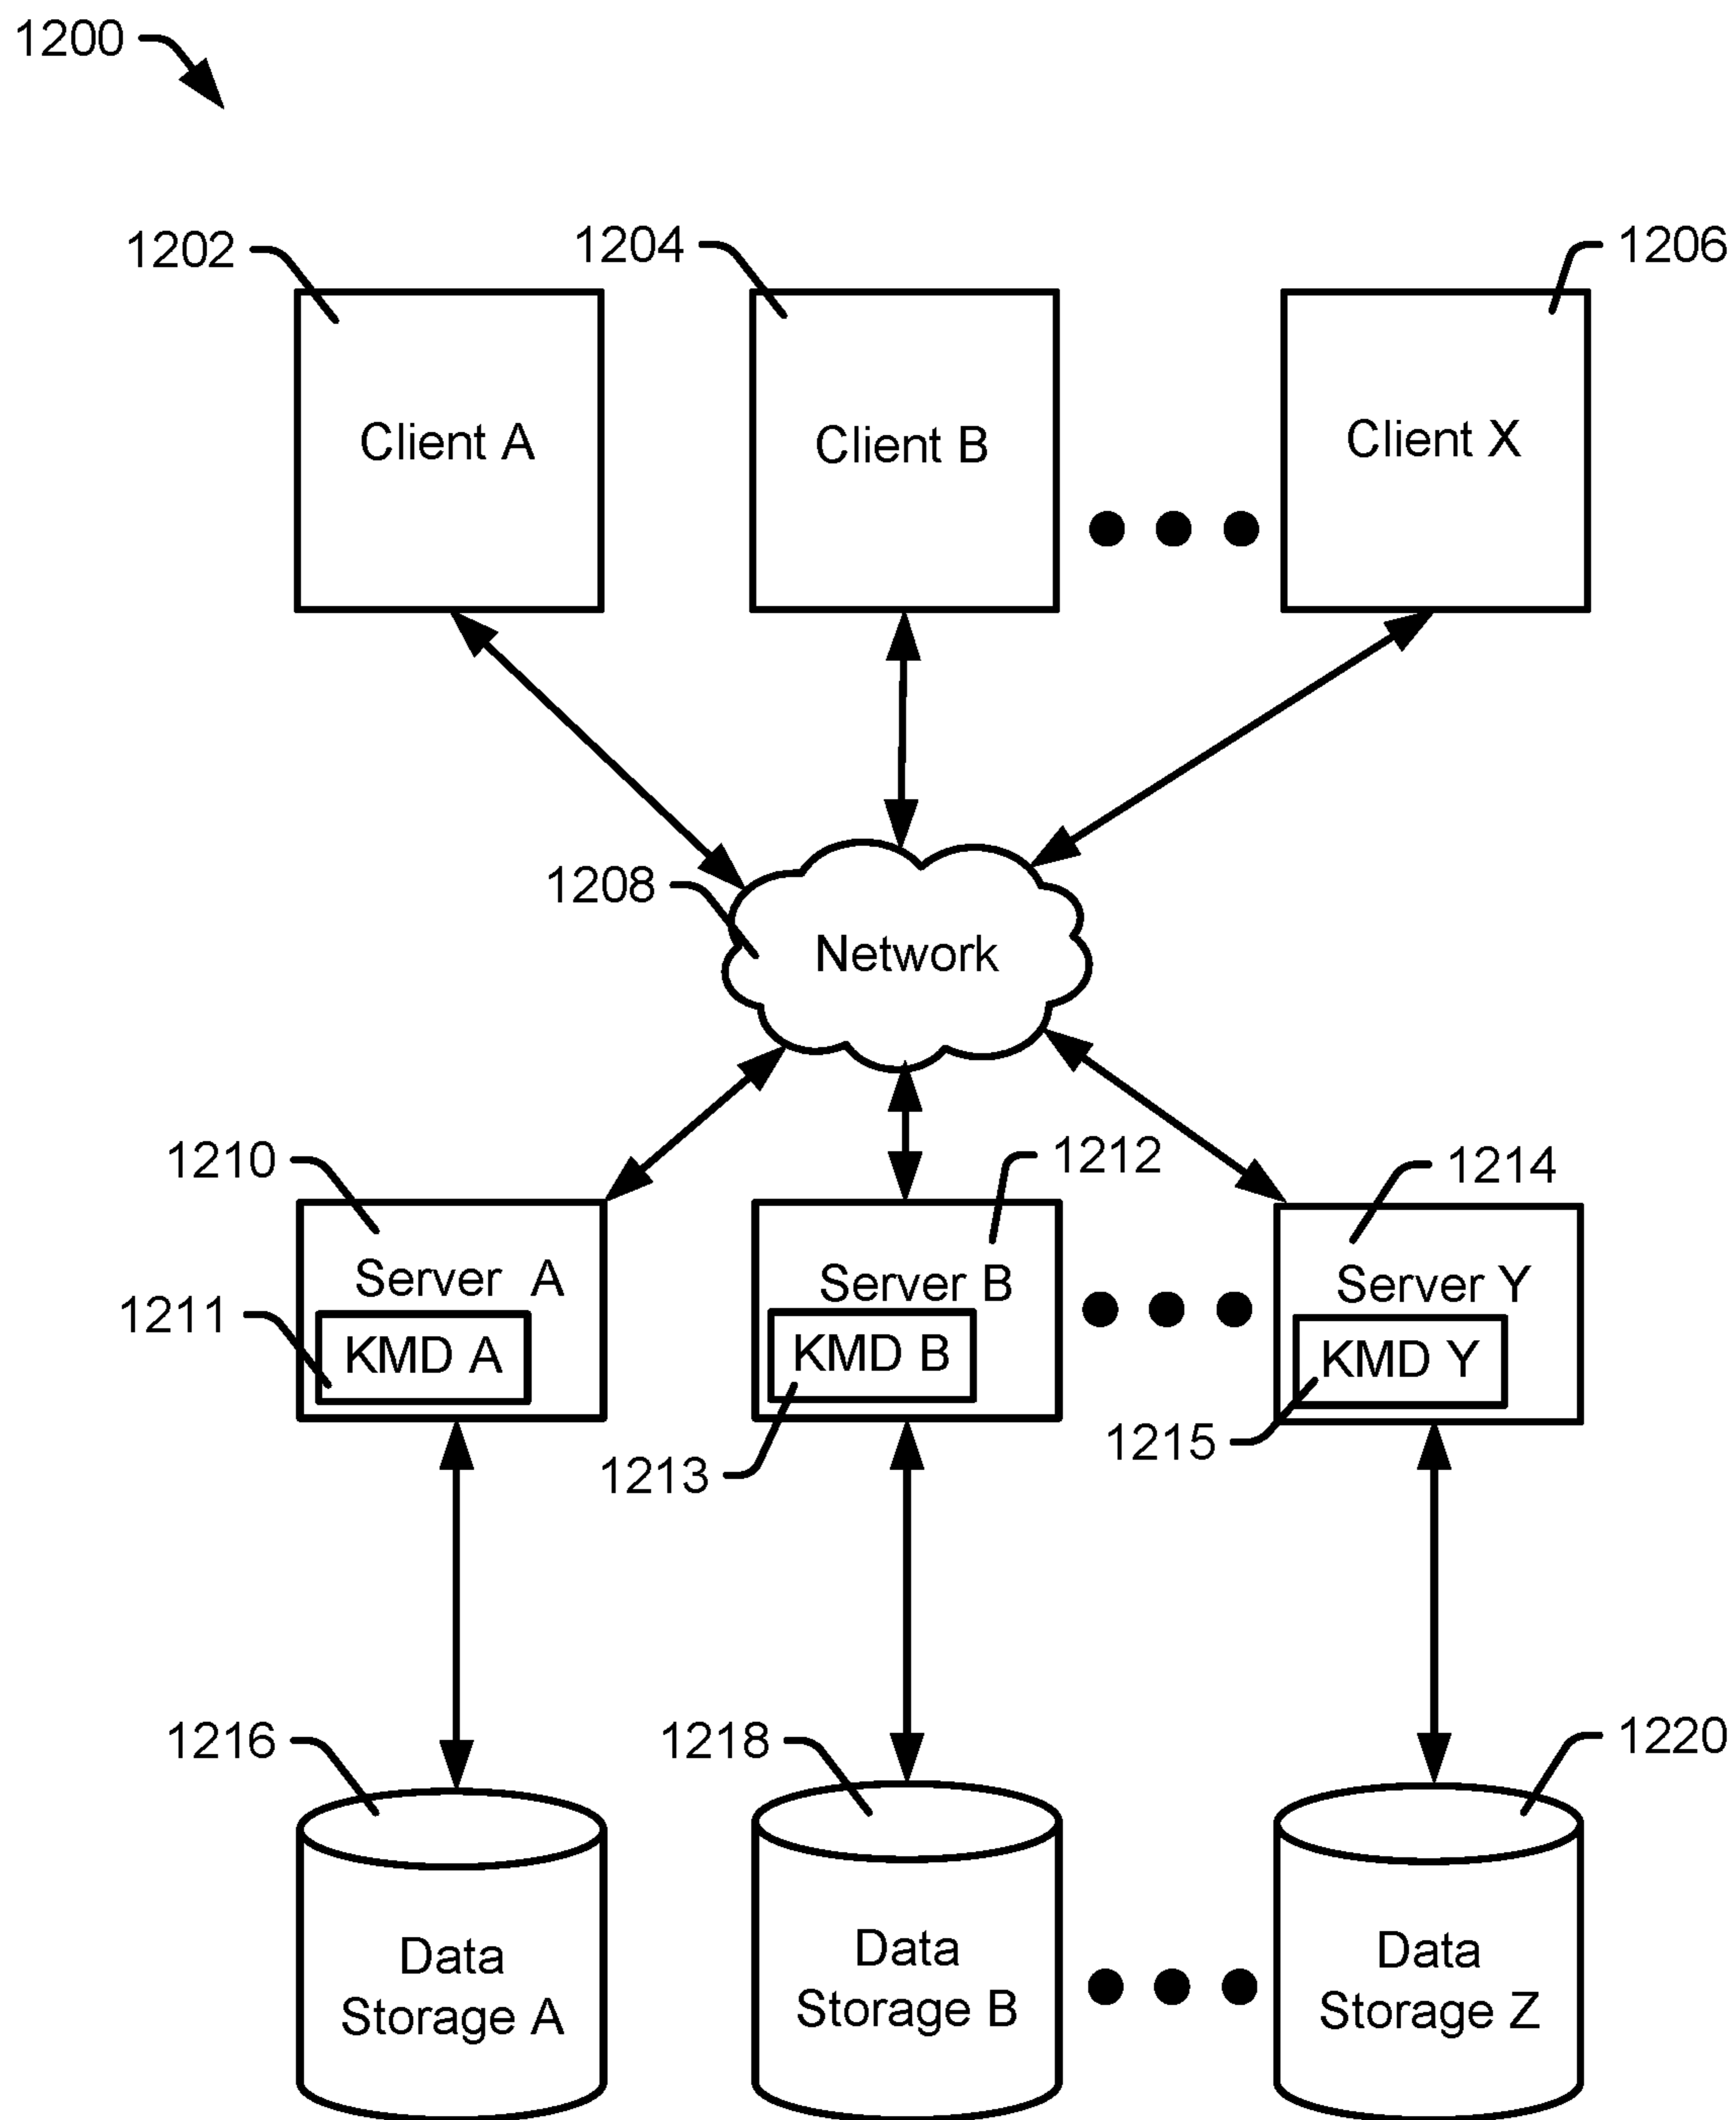 1200
1202
1204
1206
Client A
Client B
Client X
1208
Network
1210
1212
1214
Server A
Server B
Server Y
1211
KMD A
KMD B
KMD Y
1213
1215
1216
1218
1220
Data
Storage A
Data
Storage B
Data
Storage Z